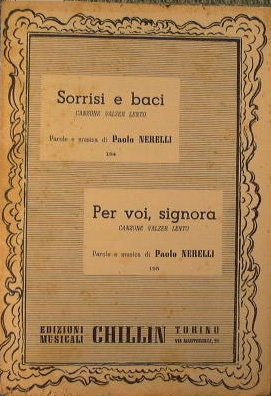 Sorrisi e baci
CANZONE VALZER LENTO
Parole e musica di Paolo NERELLI
194
Per voi, signora
CANZONE VALZER LENTO
Parole e musica di Paolo NERELLI
195
EDIZIONI MUSICALI CHILLIN TORINO
VIA